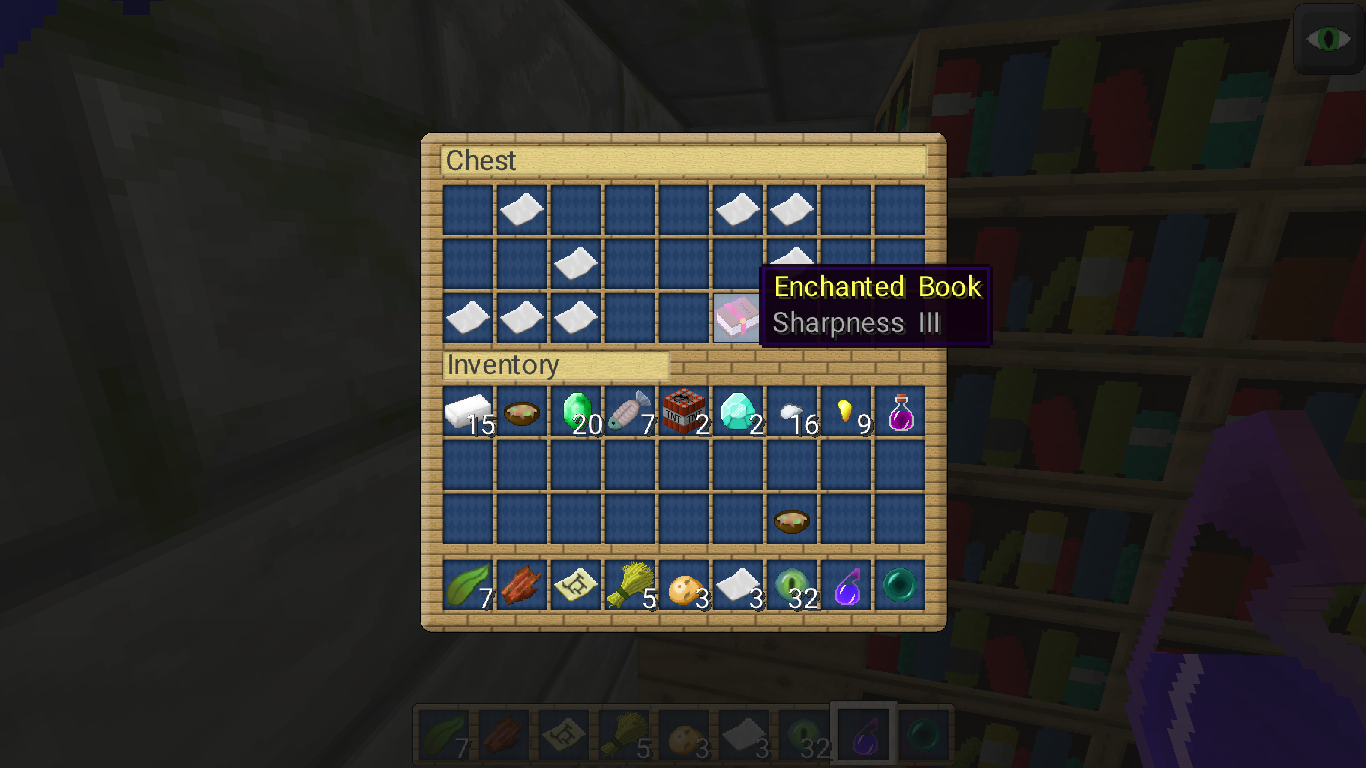 Chest
Enchanted Book
Sharpness III
Inventory
15 20 7 2 2 16 9
7 5 3 3 32
7 5 3 3 32